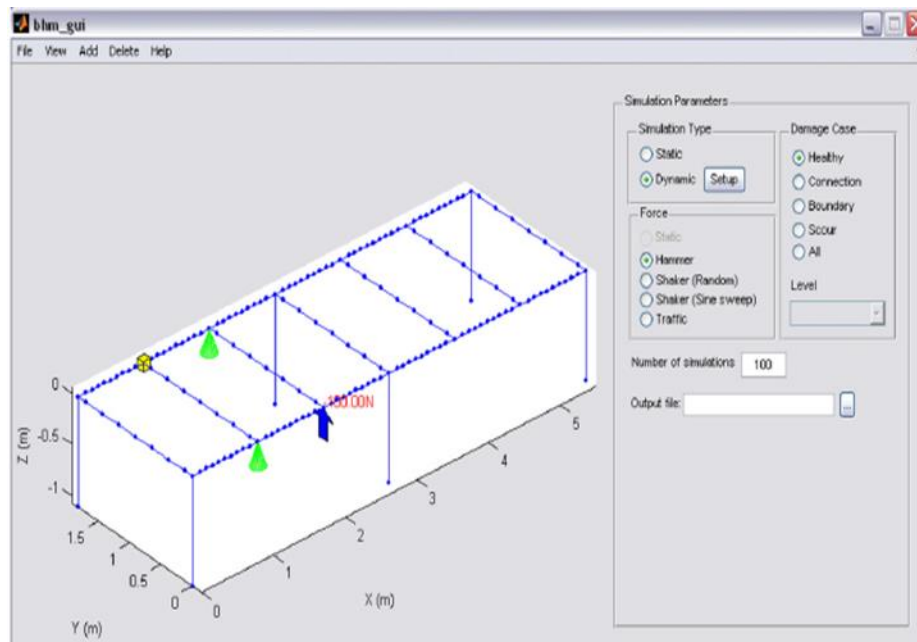 bhm_gui
File View Add Delete Help
Simulation Parameters
Simulation Type
Static
Dynamic Setup
Damage Case
Healthy
Connection
Boundary
Scour
All
Level
Force
Static
Hammer
Shaker (Random)
Shaker (Sine sweep)
Traffic
Number of simulations 100
Output file: ...
100.00N
0
-0.5
-1
Z (m)
1.5
1
0.5
0
Y (m)
0
1
2
3
4
5
X (m)